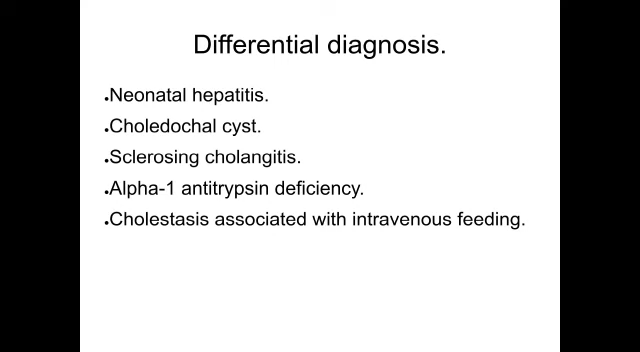 Differential diagnosis.
•Neonatal hepatitis.
•Choledochal cyst.
•Sclerosing cholangitis.
•Alpha-1 antitrypsin deficiency.
•Cholestasis associated with intravenous feeding.